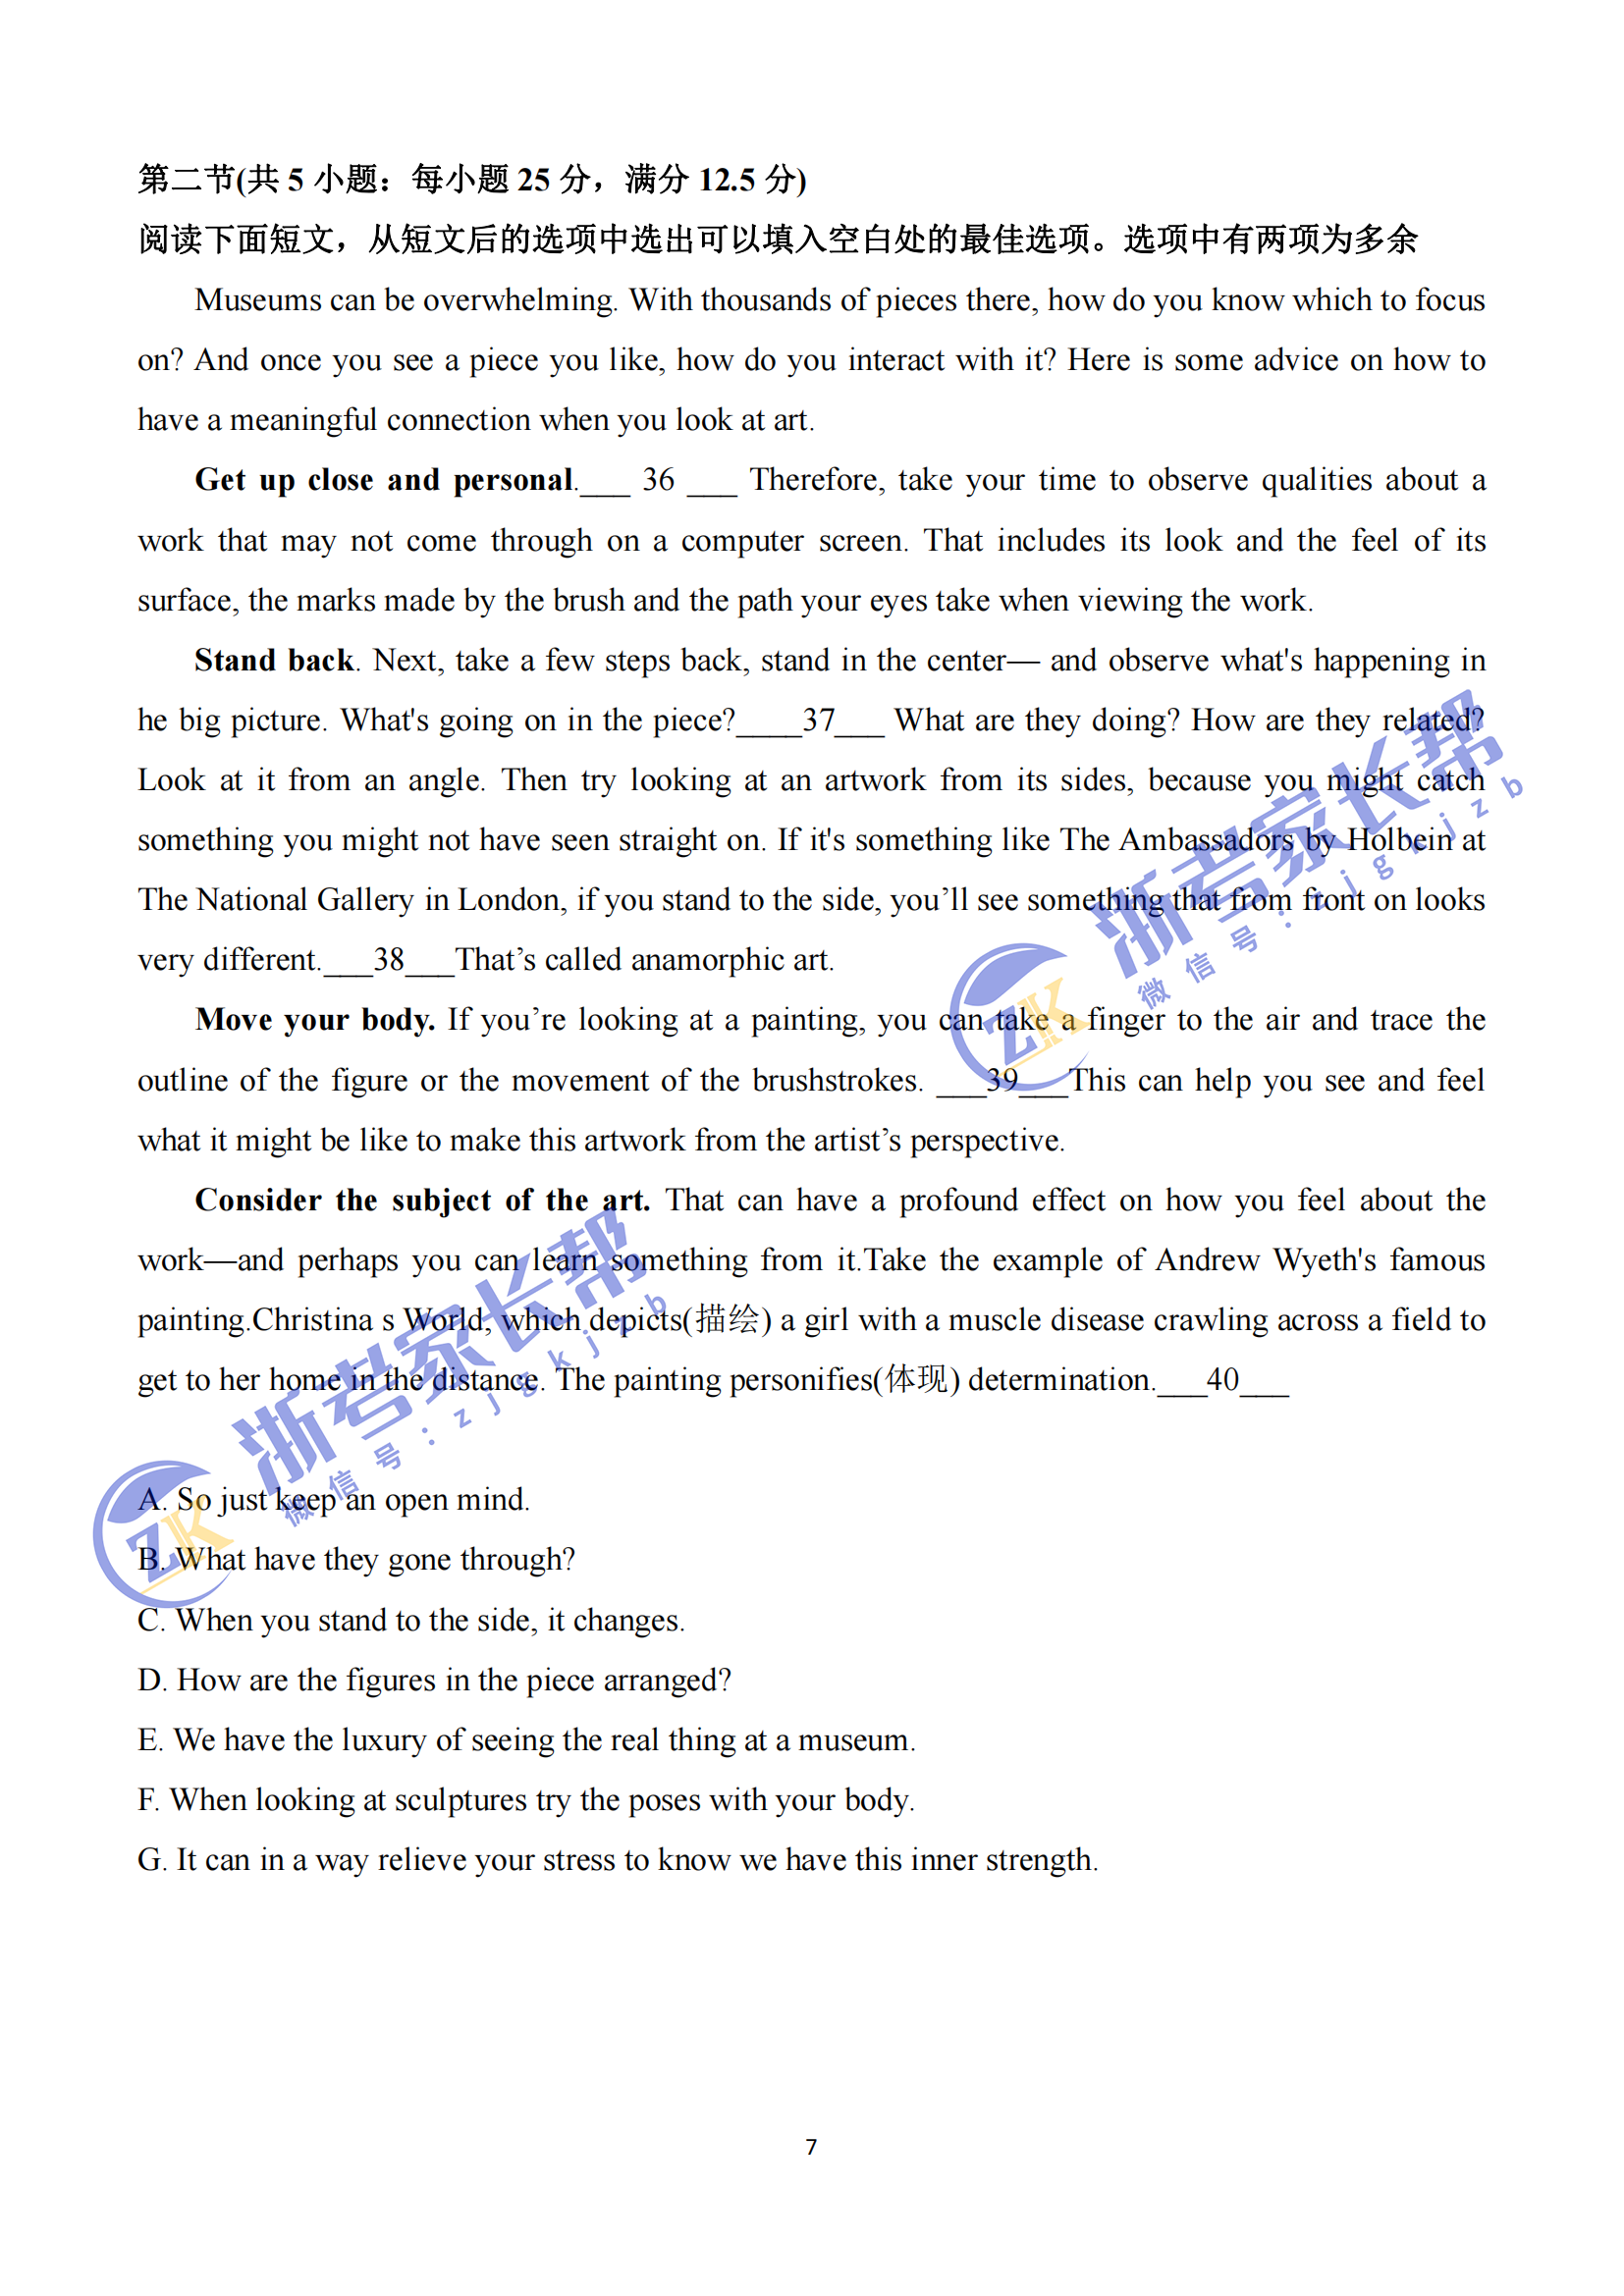 第二节(共 5 小题：每小题 25 分，满分 12.5 分)
阅读下面短文，从短文后的选项中选出可以填入空白处的最佳选项。选项中有两项为多余
Museums can be overwhelming. With thousands of pieces there, how do you know which to focus
on? And once you see a piece you like, how do you interact with it? Here is some advice on how to
have a meaningful connection when you look at art.
Get up close and personal.___ 36 ___ Therefore, take your time to observe qualities about a
work that may not come through on a computer screen. That includes its look and the feel of its
surface, the marks made by the brush and the path your eyes take when viewing the work.
Stand back. Next, take a few steps back, stand in the center— and observe what's happening in
he big picture. What's going on in the piece?____37___ What are they doing? How are they related?
Look at it from an angle. Then try looking at an artwork from its sides, because you might catch
something you might not have seen straight on. If it's something like The Ambassadors by Holbein at
The National Gallery in London, if you stand to the side, you’ll see something that from front on looks
very different.___38___That’s called anamorphic art.
Move your body. If you’re looking at a painting, you can take a finger to the air and trace the
outline of the figure or the movement of the brushstrokes. ___39___This can help you see and feel
what it might be like to make this artwork from the artist’s perspective.
Consider the subject of the art. That can have a profound effect on how you feel about the
work—and perhaps you can learn something from it.Take the example of Andrew Wyeth's famous
painting.Christina s World, which depicts(描绘) a girl with a muscle disease crawling across a field to
get to her home in the distance. The painting personifies(体现) determination.___40___
A. So just keep an open mind.
B. What have they gone through?
C. When you stand to the side, it changes.
D. How are the figures in the piece arranged?
E. We have the luxury of seeing the real thing at a museum.
F. When looking at sculptures try the poses with your body.
G. It can in a way relieve your stress to know we have this inner strength.
7
浙考家长帮
微信号：zjgkjzb
ZK
浙考家长帮
微信号：zjgkjzb
ZK